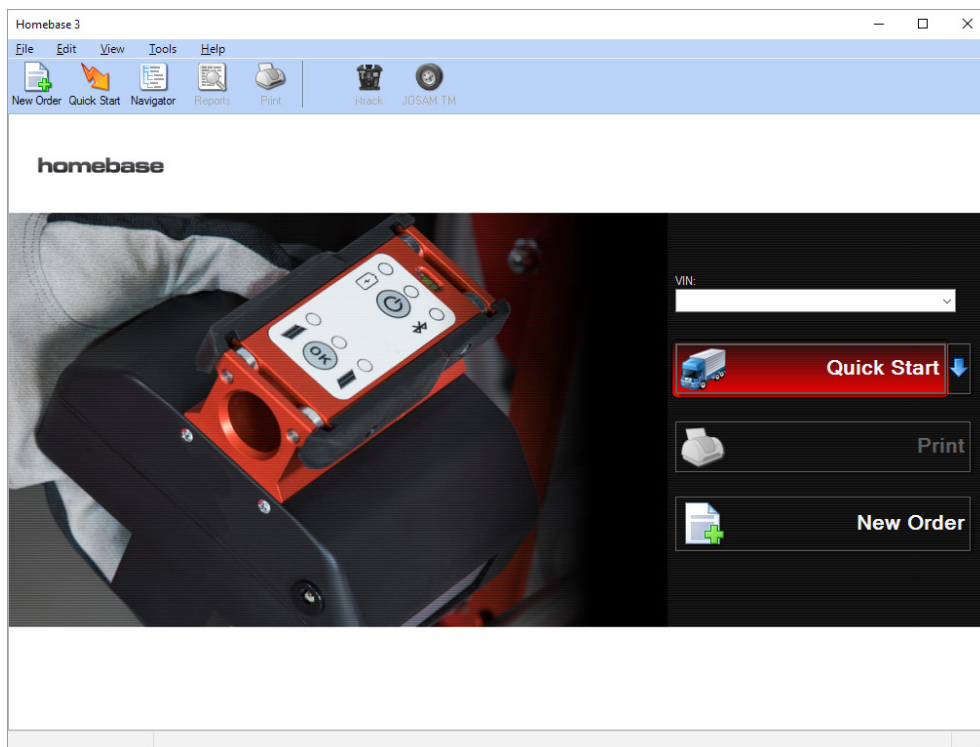 Homebase 3
File Edit View Tools Help
New Order Quick Start Navigator Reports Print i-track JOSAM TM
homebase
OK
VIN:
Quick Start
Print
New Order